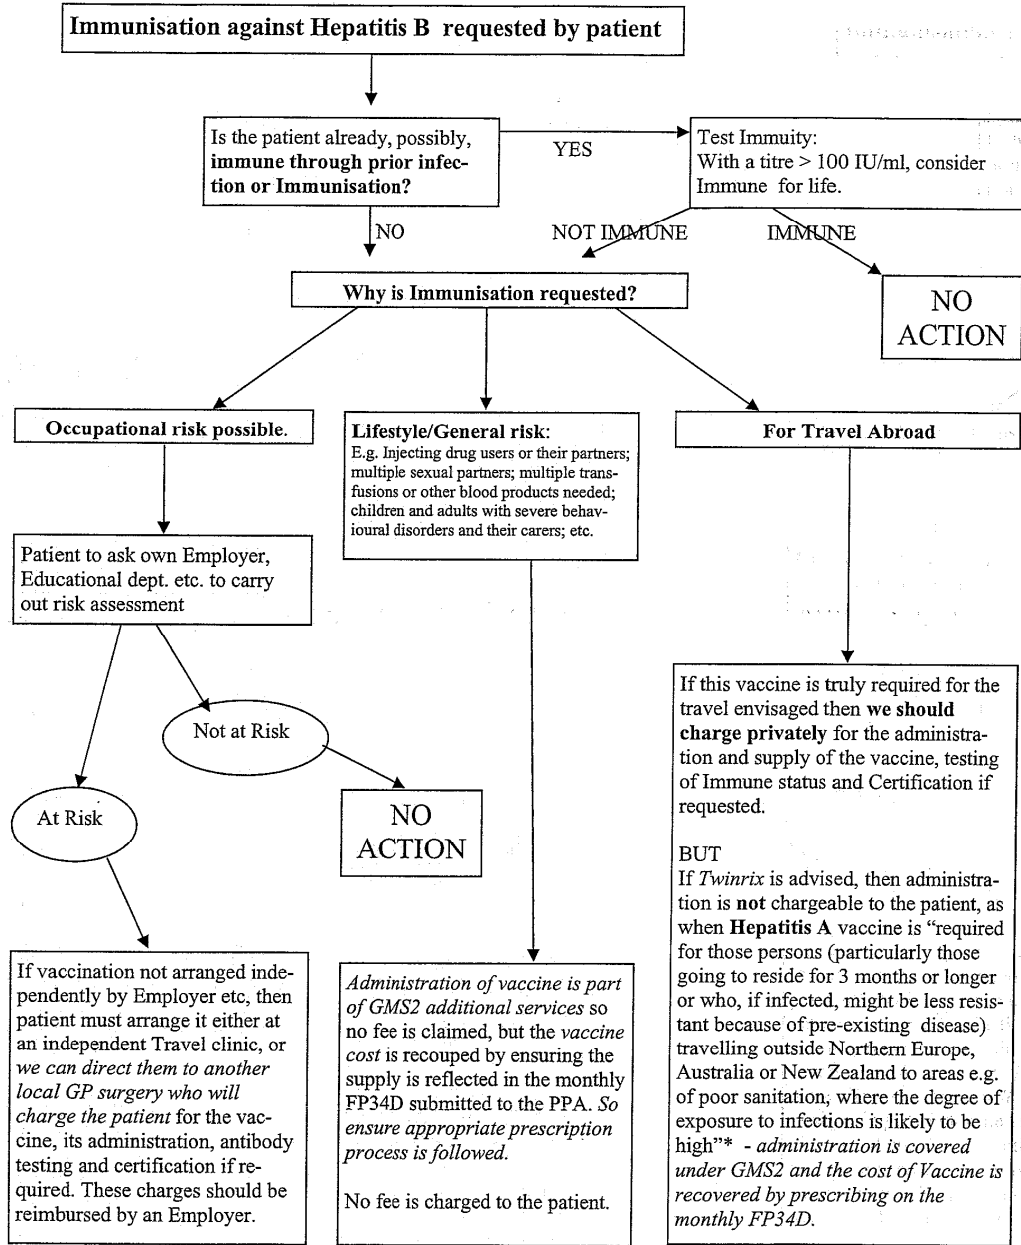 Immunisation against Hepatitis B requested by patient
Is the patient already, possibly,
immune through prior infec-
tion or Immunisation?
YES
Test Immuity:
With a titre > 100 IU/ml, consider
Immune for life.
NO
NOT IMMUNE
IMMUNE
Why is Immunisation requested?
NO
ACTION
Occupational risk possible.
Lifestyle/General risk:
E.g. Injecting drug users or their partners;
multiple sexual partners; multiple trans-
fusions or other blood products needed;
children and adults with severe behav-
ioural disorders and their carers; etc.
For Travel Abroad
Patient to ask own Employer,
Educational dept. etc. to carry
out risk assessment
Not at Risk
At Risk
NO
ACTION
If vaccination not arranged inde-
pendently by Employer etc, then
patient must arrange it either at
an independent Travel clinic, or
we can direct them to another
local GP surgery who will
charge the patient for the vac-
cine, its administration, antibody
testing and certification if re-
quired. These charges should be
reimbursed by an Employer.
Administration of vaccine is part
of GMS2 additional services so
no fee is claimed, but the vaccine
cost is recouped by ensuring the
supply is reflected in the monthly
FP34D submitted to the PPA. So
ensure appropriate prescription
process is followed.
No fee is charged to the patient.
If this vaccine is truly required for the
travel envisaged then we should
charge privately for the administra-
tion and supply of the vaccine, testing
of Immune status and Certification if
requested.
BUT
If Twinrix is advised, then administra-
tion is not chargeable to the patient, as
when Hepatitis A vaccine is “required
for those persons (particularly those
going to reside for 3 months or longer
or who, if infected, might be less resis-
tant because of pre-existing disease)
travelling outside Northern Europe,
Australia or New Zealand to areas e.g.
of poor sanitation, where the degree of
exposure to infections is likely to be
high”* - administration is covered
under GMS2 and the cost of Vaccine is
recovered by prescribing on the
monthly FP34D.